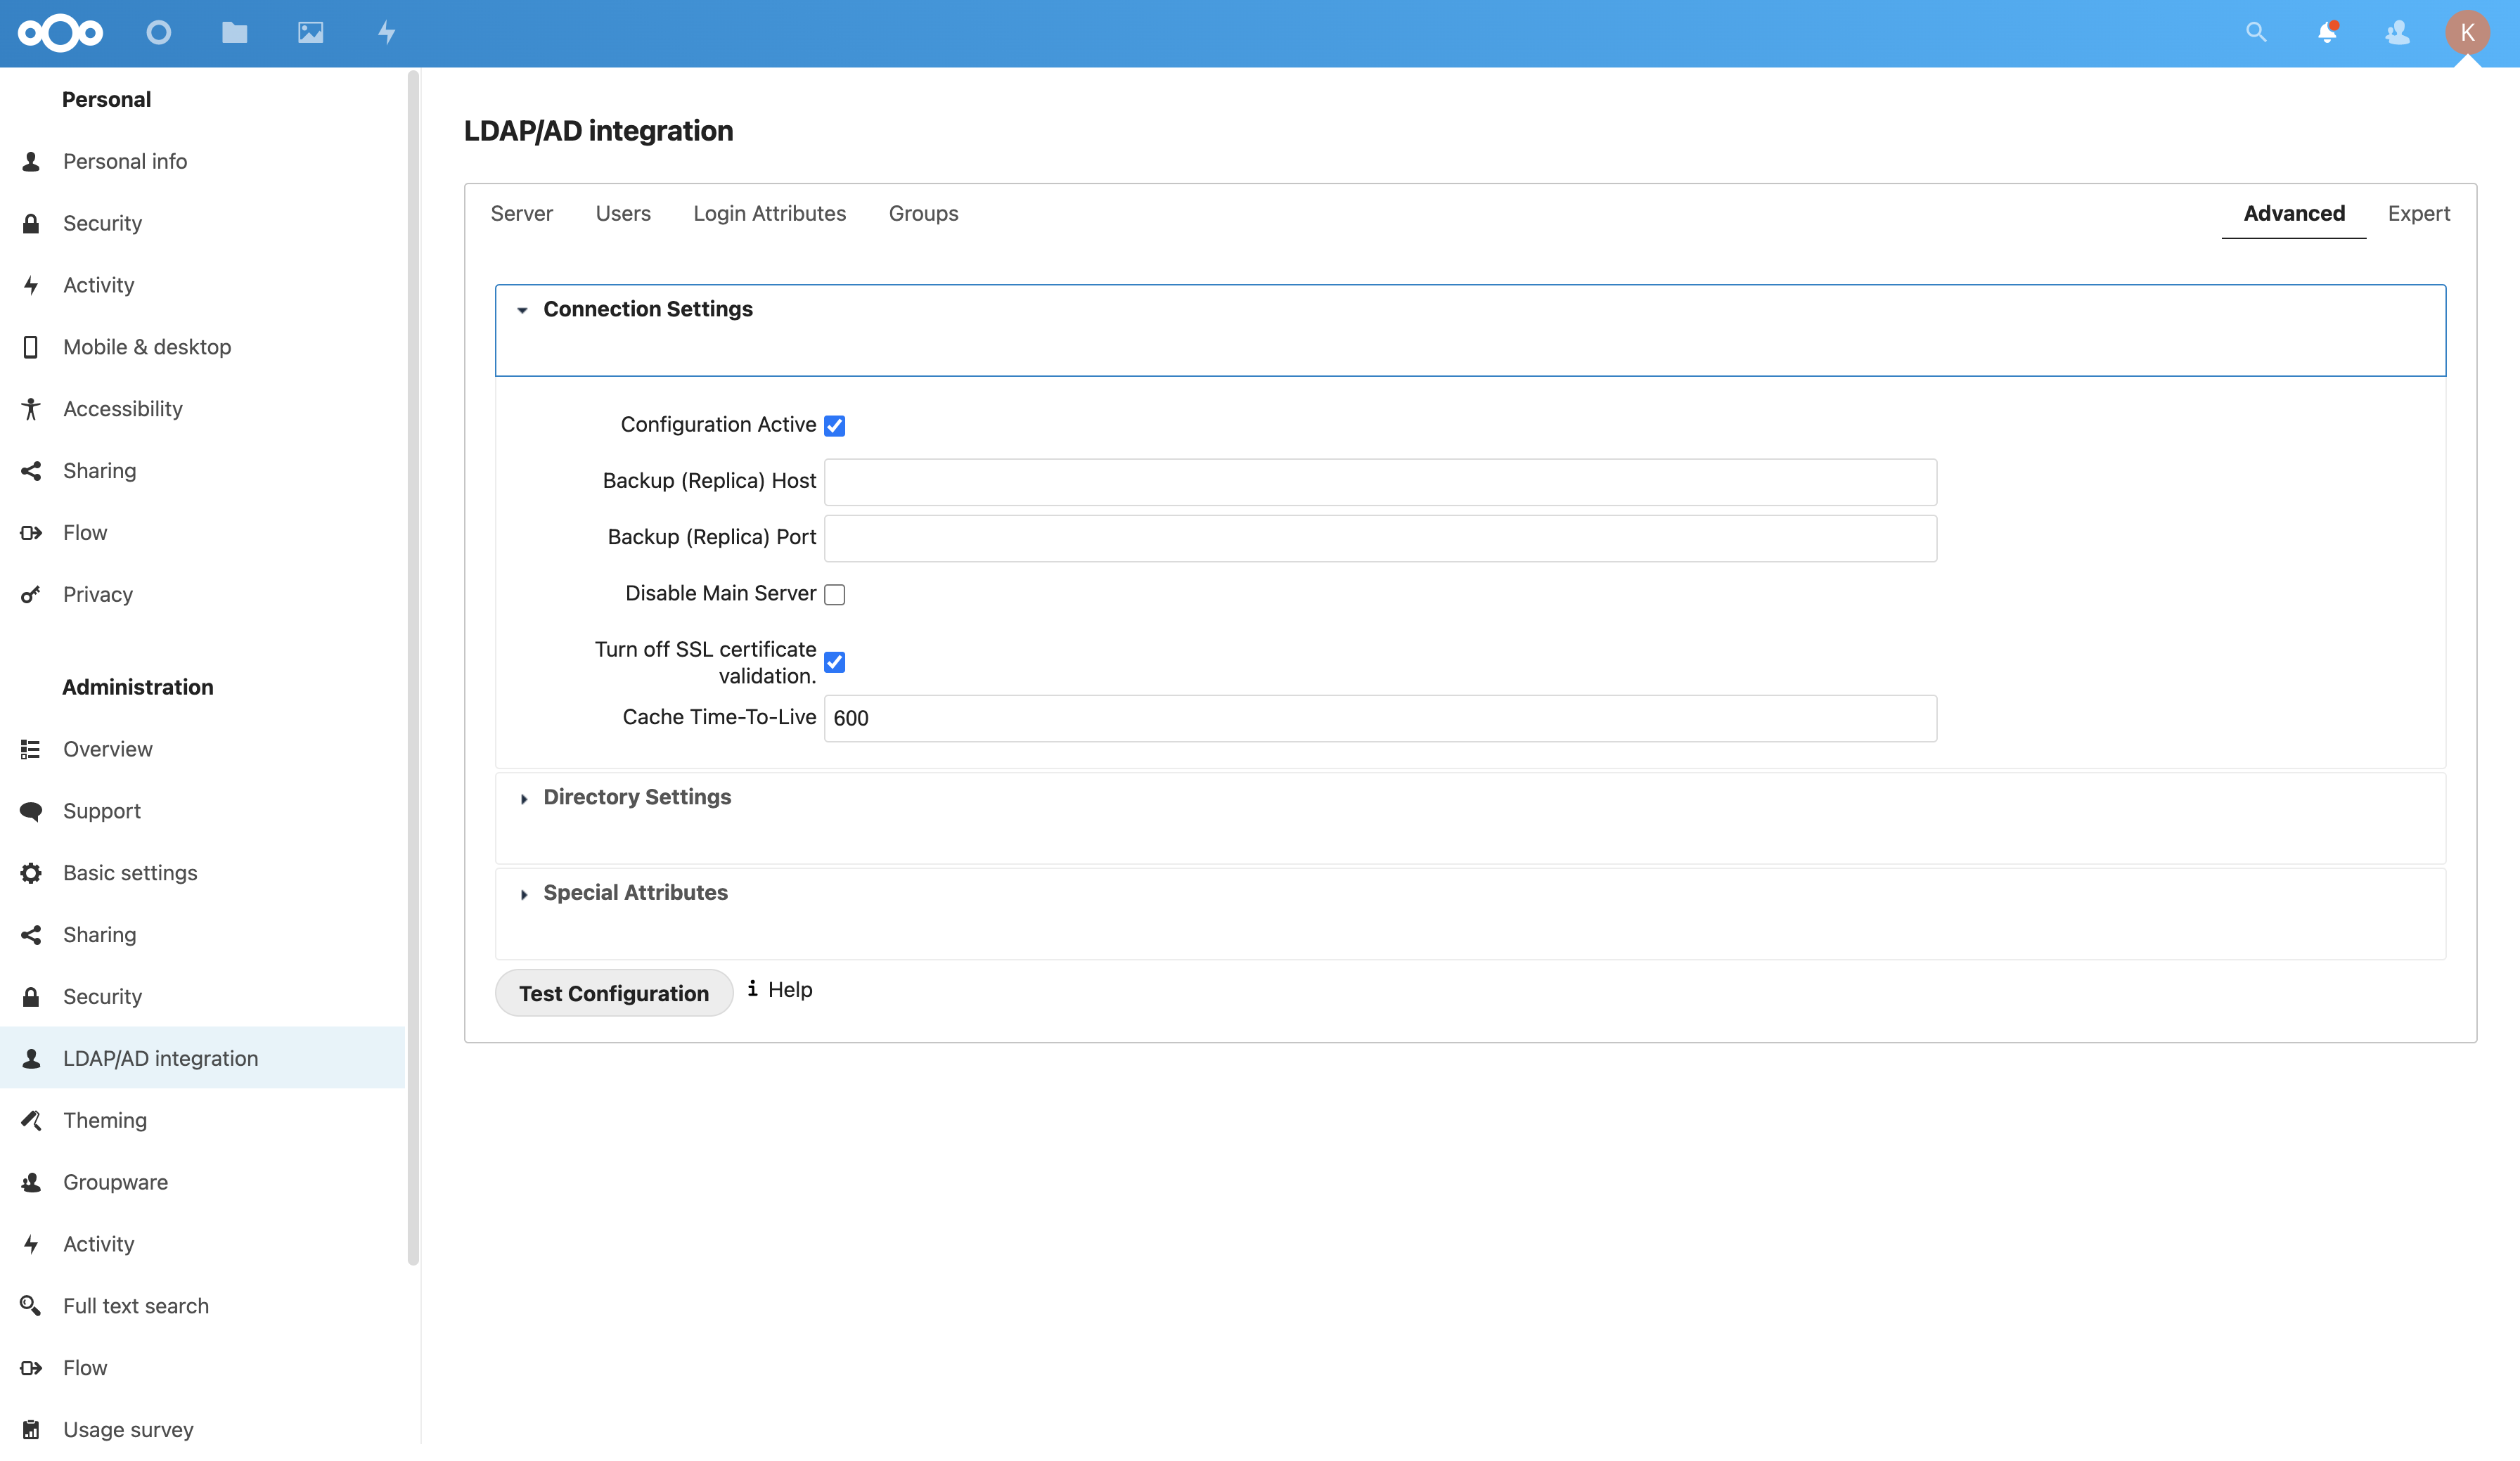 K
Personal
Personal info
Security
Activity
Mobile & desktop
Accessibility
Sharing
Flow
Privacy
Administration
Overview
Support
Basic settings
Sharing
Security
LDAP/AD integration
Theming
Groupware
Activity
Full text search
Flow
Usage survey
LDAP/AD integration
Server Users Login Attributes Groups Advanced Expert
Connection Settings
Configuration Active
Backup (Replica) Host
Backup (Replica) Port
Disable Main Server
Turn off SSL certificate
validation.
Cache Time-To-Live 600
Directory Settings
Special Attributes
Test Configuration i Help